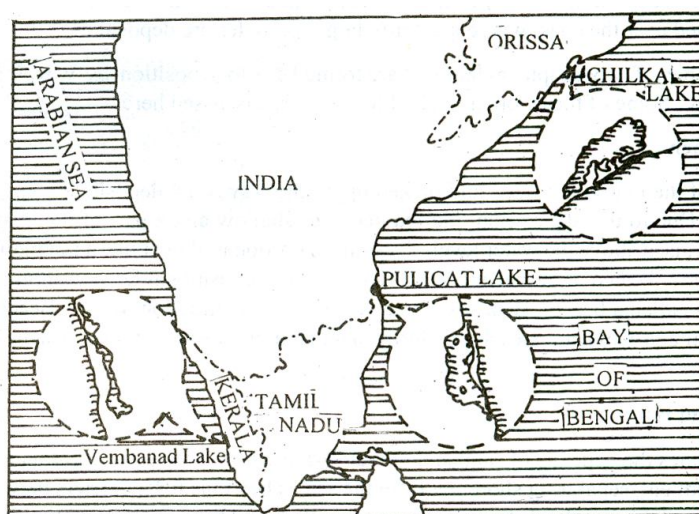 ORISSA
CHILKA
LAKE
ARABIAN SEA
INDIA
PULICAT LAKE
BAY
OF
BENGAL
KERALA
TAMIL
NADU
Vembanad Lake